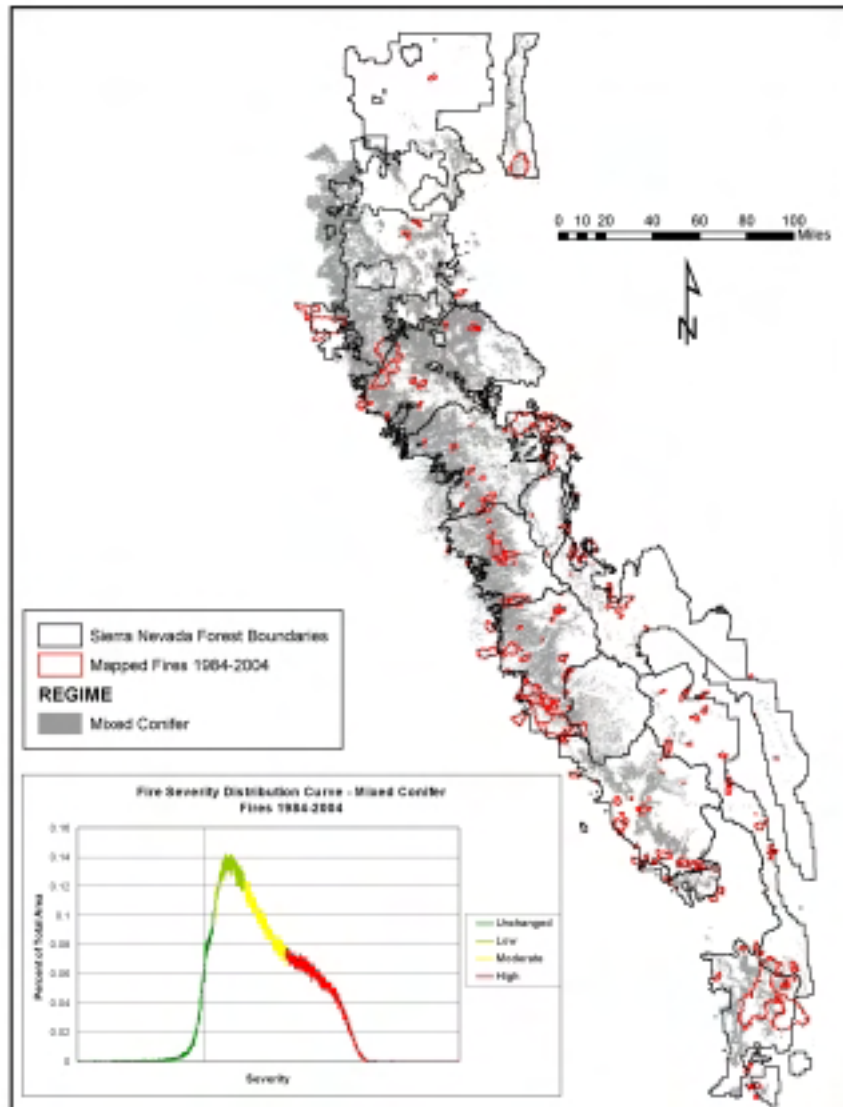 0 10 20 40 60 80 100
Miles
N
Sierra Nevada Forest Boundaries
Mapped Fires 1984-2004
REGIME
Mixed Conifer
Fire Severity Distribution Curve - Mixed Conifer
Fires 1984-2004
0.16
0.14
0.12
0.1
0.08
0.06
0.04
0.02
0
Percent of Total Area
Severity
Unchanged
Low
Moderate
High